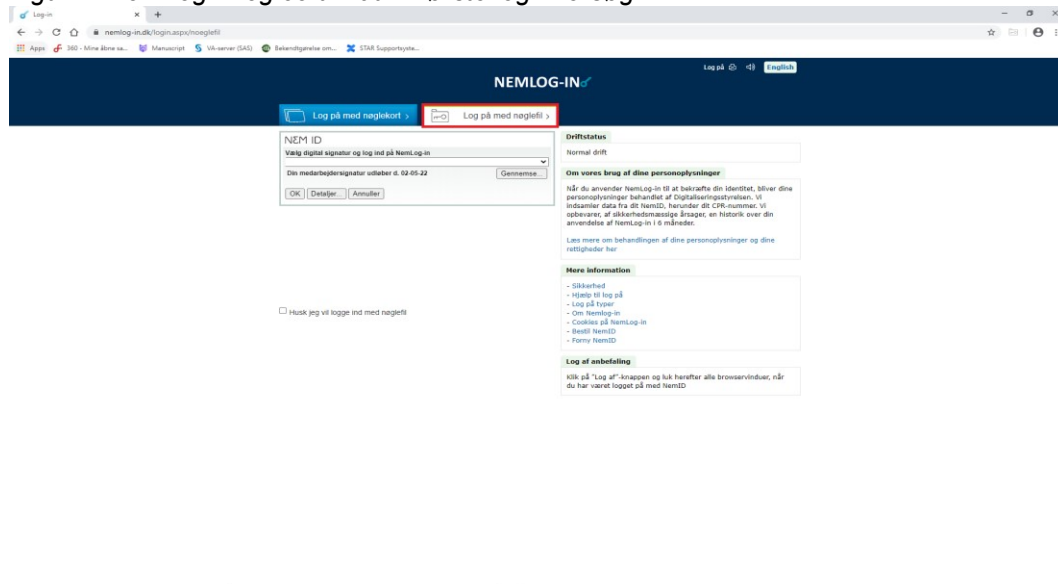 Log-in
nemlog-in.dk/login.aspx/noeglefil
Apps 360 - Mine åbne sa... Manuscript VA-server (SAS) Bekendtgørelse om... STAR Supportsyste...
Log på English
NEMLOG-IN
Log på med nøglekort ›
Log på med nøglefil ›
NEM ID
Vælg digital signatur og log ind på NemLog-in
Din medarbejdersignatur udløber d. 02-05-22 Gennemse...
OK Detaljer... Annuller
Husk jeg vil logge ind med nøglefil
Driftstatus
Normal drift
Om vores brug af dine personoplysninger
Når du anvender NemLog-in til at bekræfte din identitet, bliver dine
personoplysninger behandlet af Digitaliseringsstyrelsen. Vi
indsamler data fra dit NemID, herunder dit CPR-nummer. Vi
opbevarer, af sikkerhedsmæssige årsager, en historik over din
anvendelse af NemLog-in i 6 måneder.
Læs mere om behandlingen af dine personoplysninger og dine
rettigheder her
Mere information
- Sikkerhed
- Hjælp til log på
- Log på typer
- Om Nemlog-in
- Cookies på NemLog-in
- Bestil NemID
- Forny NemID
Log af anbefaling
Klik på "Log af"-knappen og luk herefter alle browservinduer, når
du har været logget på med NemID